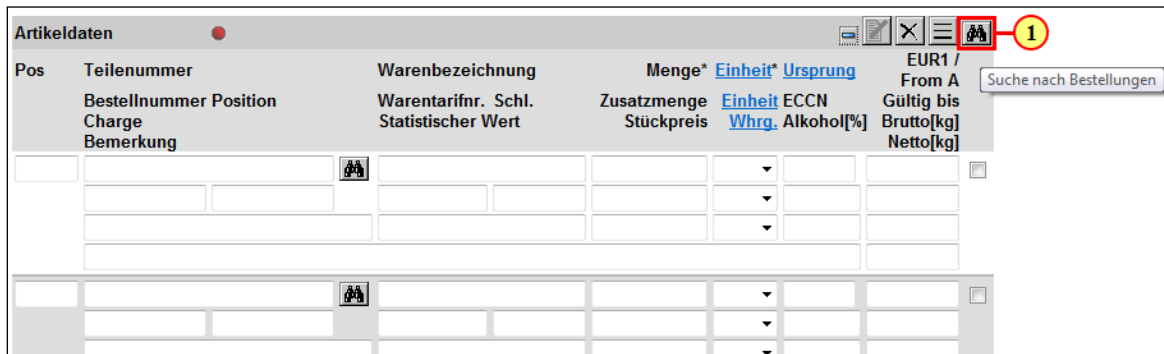 Artikeldaten
1
Suche nach Bestellungen
Pos Teilenummer Warenbezeichnung Menge* Einheit* Ursprung EUR1 /
From A
Bestellnummer Position Warentarifnr. Schl. Zusatzmenge Einheit ECCN Gültig bis
Charge Statistischer Wert Stückpreis Whrg. Alkohol[%] Brutto[kg]
Bemerkung Netto[kg]